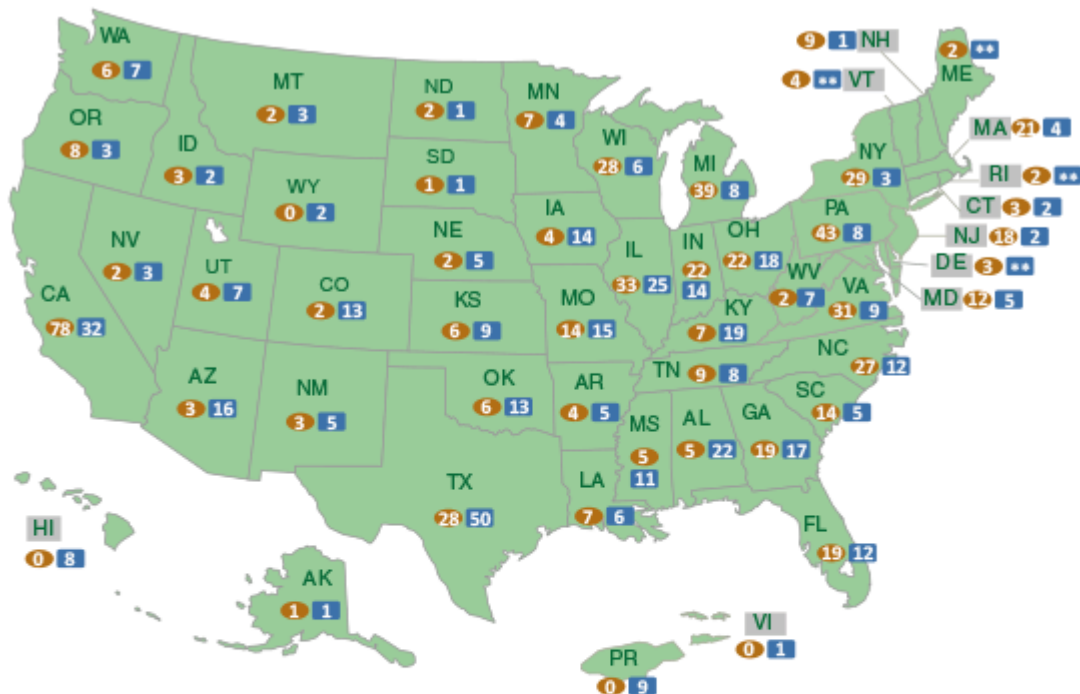 WA
6 7
MT
2 3
ND
2 1
MN
7 4
9 1 NH
4 ** VT
2 **
ME
OR
8 3
ID
3 2
SD
1 1
WI
28 6
MI
39 8
NY
29 3
MA 21 4
RI 2 **
CT 3 2
NJ 18 2
DE 3 **
MD 12 5
WY
0 2
NE
2 5
IA
4 14
IL
33 25
IN
22
14
OH
22 18
PA
43 8
WV
2 7
VA
31 9
NV
2 3
UT
4 7
CO
2 13
KS
6 9
MO
14 15
KY
7 19
CA
78 32
AZ
3 16
NM
3 5
OK
6 13
AR
4 5
TN 9 8
NC
27 12
SC
14 5
MS
5
11
AL
5 22
GA
19 17
TX
28 50
LA
7 6
FL
19 12
HI
0 8
AK
1 1
VI
0 1
PR
0 9